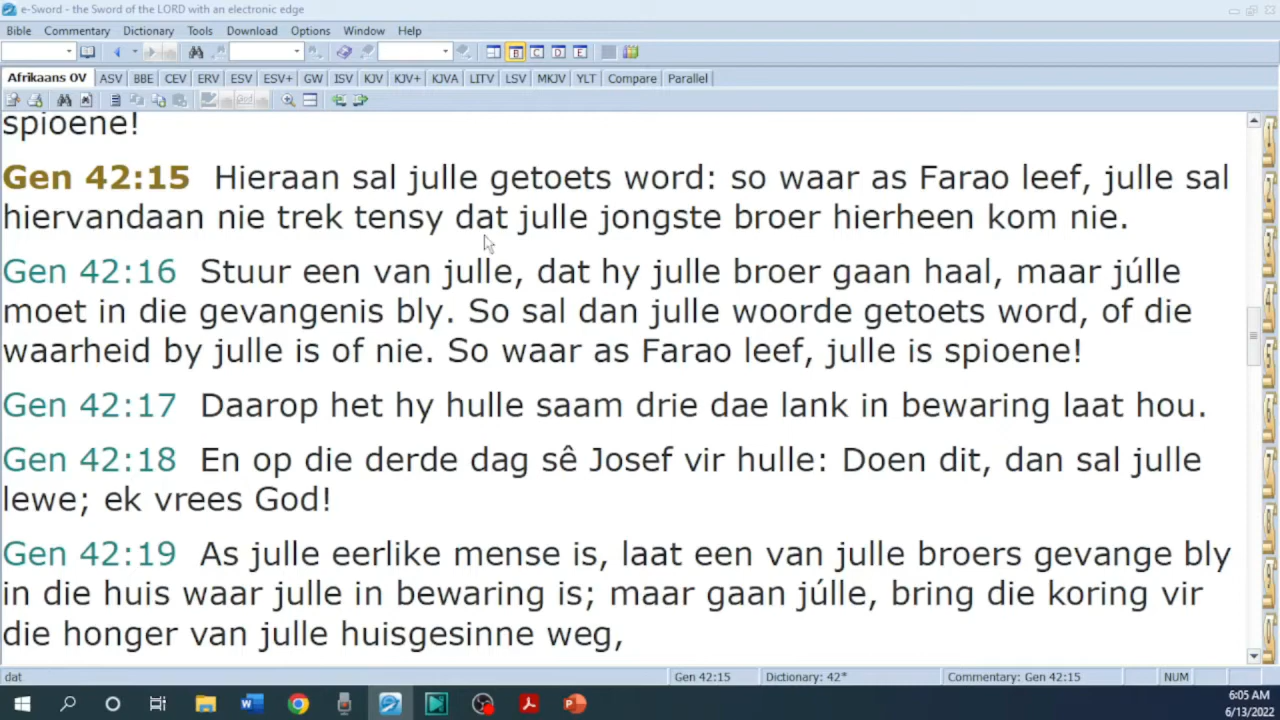 e-Sword - the Sword of the LORD with an electronic edge
Bible Commentary Dictionary Tools Download Options Window Help
B C D E
Afrikaans OV ASV BBE CEV ERV ESV ESV+ GW ISV KJV KJV+ KJVA LITV LSV MKJV YLT Compare Parallel
spioene!
Gen 42:15 Hieraan sal julle getoets word: so waar as Farao leef, julle sal
hiervandaan nie trek tensy dat julle jongste broer hierheen kom nie.
Gen 42:16 Stuur een van julle, dat hy julle broer gaan haal, maar júlle
moet in die gevangenis bly. So sal dan julle woorde getoets word, of die
waarheid by julle is of nie. So waar as Farao leef, julle is spioene!
Gen 42:17 Daarop het hy hulle saam drie dae lank in bewaring laat hou.
Gen 42:18 En op die derde dag sê Josef vir hulle: Doen dit, dan sal julle
lewe; ek vrees God!
Gen 42:19 As julle eerlike mense is, laat een van julle broers gevange bly
in die huis waar julle in bewaring is; maar gaan júlle, bring die koring vir
die honger van julle huisgesinne weg,
dat Gen 42:15 Dictionary: 42* Commentary: Gen 42:15 NUM
6:05 AM
6/13/2022